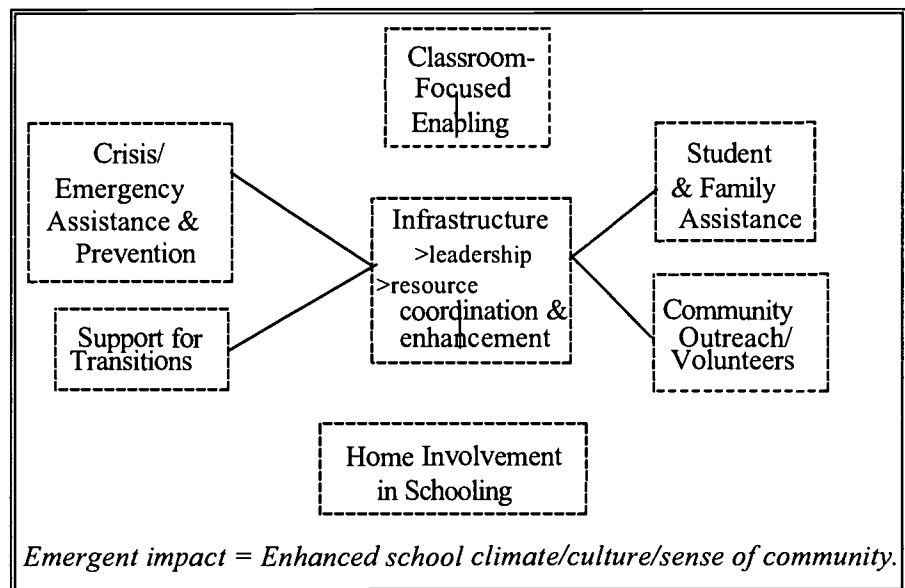 Classroom-
Focused
Enabling
Crisis/
Emergency
Assistance &
Prevention
Student
& Family
Assistance
Infrastructure
>leadership
>resource
coordination &
enhancement
Support for
Transitions
Community
Outreach/
Volunteers
Home Involvement
in Schooling
Emergent impact = Enhanced school climate/culture/sense of community.